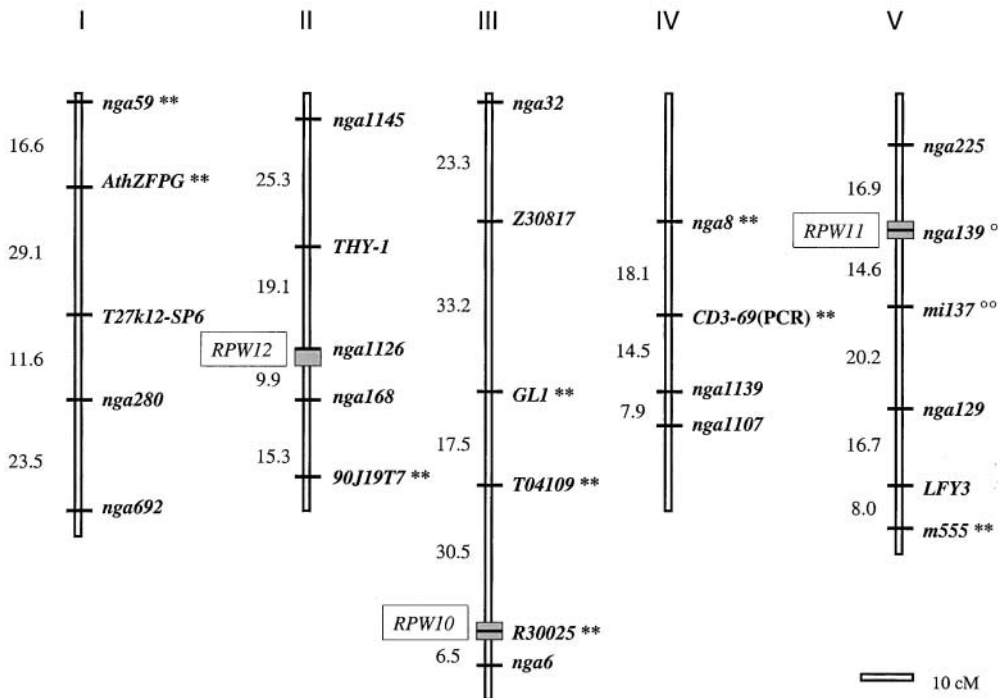 I II III IV V
nga59 **
16.6
AthZFPG **
29.1
T27k12-SP6
11.6
nga280
23.5
nga692
nga1145
25.3
THY-1
19.1
RPW12
nga1126
9.9
nga168
15.3
90J19T7 **
nga32
23.3
Z30817
33.2
GL1 **
17.5
T04109 **
30.5
RPW10
R30025 **
6.5
nga6
nga8 **
18.1
CD3-69(PCR) **
14.5
nga1139
7.9
nga1107
nga225
16.9
RPW11
nga139 °
14.6
mi137 °°
20.2
nga129
16.7
LFY3
8.0
m555 **
10 cM